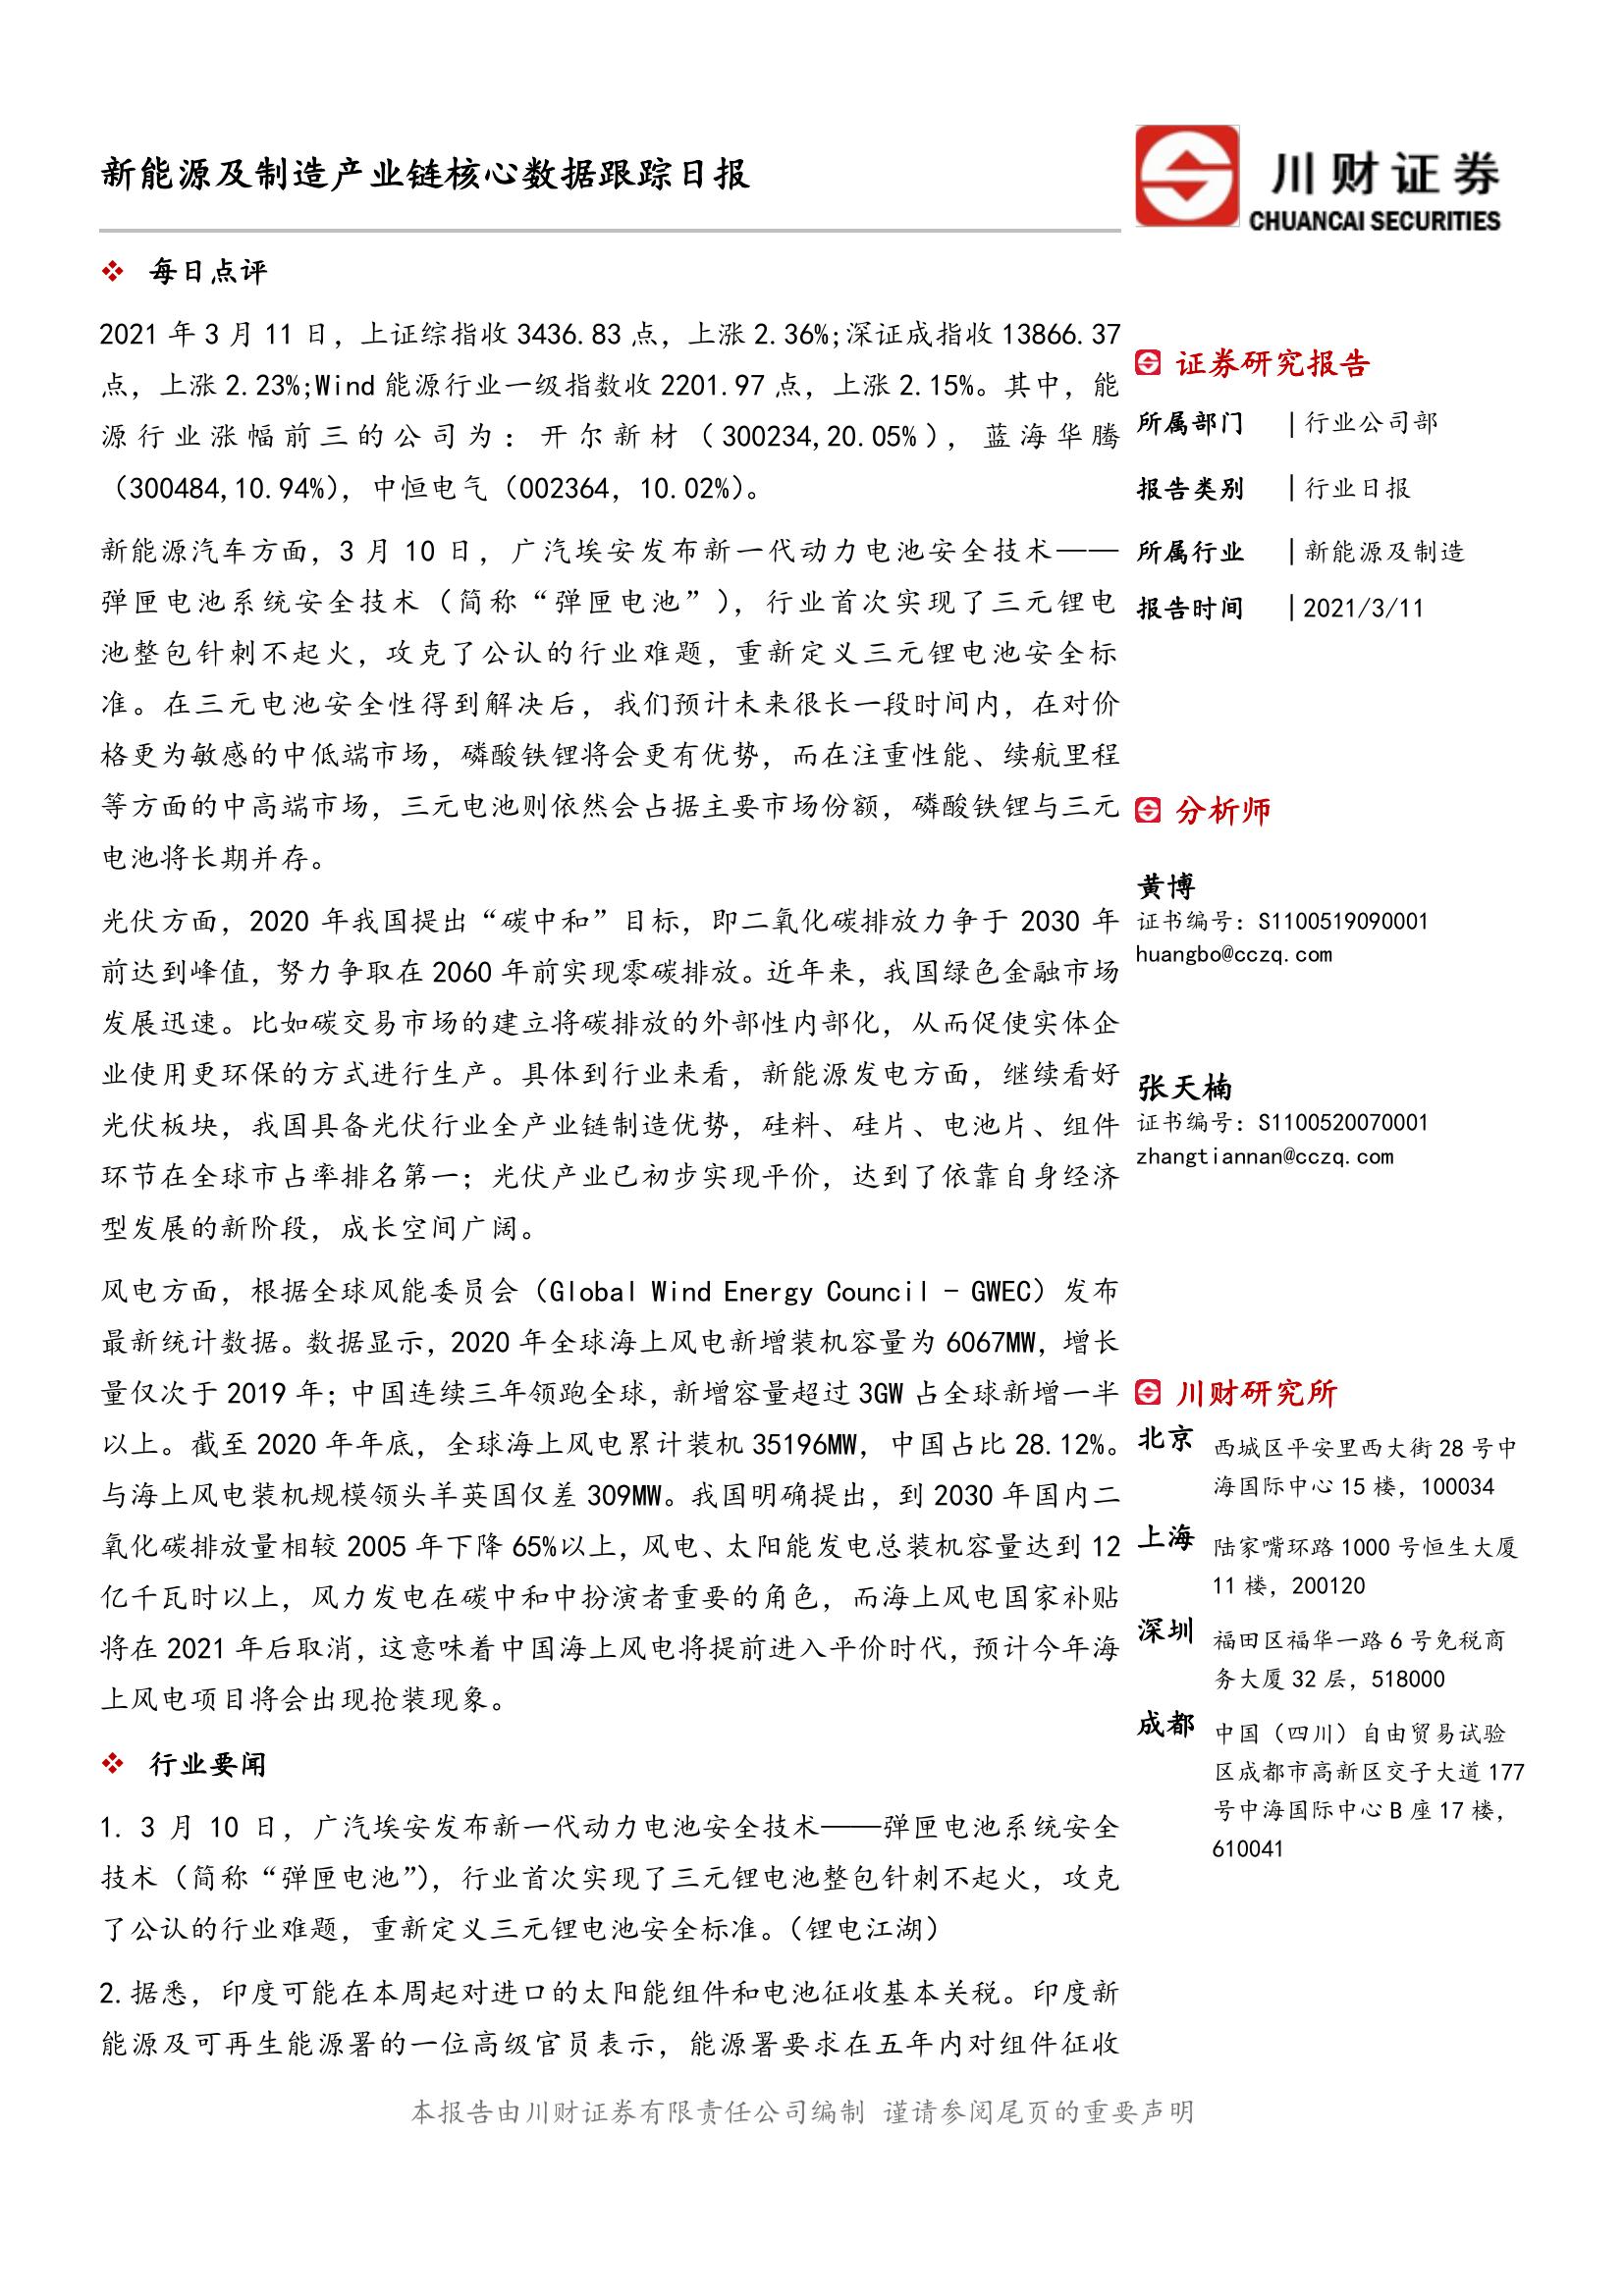 新能源及制造产业链核心数据跟踪日报
川财证券
CHUANCAI SECURITIES
每日点评
2021 年 3 月 11 日，上证综指收 3436.83 点，上涨 2.36%;深证成指收 13866.37
点，上涨 2.23%;Wind 能源行业一级指数收 2201.97 点，上涨 2.15%。其中，能
源行业涨幅前三的公司为：开尔新材（300234,20.05%），蓝海华腾
（300484,10.94%），中恒电气（002364, 10.02%）。
新能源汽车方面，3 月 10 日，广汽埃安发布新一代动力电池安全技术——
弹匣电池系统安全技术（简称“弹匣电池”），行业首次实现了三元锂电
池整包针刺不起火，攻克了公认的行业难题，重新定义三元锂电池安全标
准。在三元电池安全性得到解决后，我们预计未来很长一段时间内，在对价
格更为敏感的中低端市场，磷酸铁锂将会更有优势，而在注重性能、续航里程
等方面的中高端市场，三元电池则依然会占据主要市场份额，磷酸铁锂与三元
电池将长期并存。
光伏方面，2020 年我国提出“碳中和”目标，即二氧化碳排放力争于 2030 年
前达到峰值，努力争取在 2060 年前实现零碳排放。近年来，我国绿色金融市场
发展迅速。比如碳交易市场的建立将碳排放的外部性内部化，从而促使实体企
业使用更环保的方式进行生产。具体到行业来看，新能源发电方面，继续看好
光伏板块，我国具备光伏行业全产业链制造优势，硅料、硅片、电池片、组件
环节在全球市占率排名第一；光伏产业已初步实现平价，达到了依靠自身经济
型发展的新阶段，成长空间广阔。
风电方面，根据全球风能委员会（Global Wind Energy Council - GWEC）发布
最新统计数据。数据显示，2020 年全球海上风电新增装机容量为 6067MW，增长
量仅次于 2019 年；中国连续三年领跑全球，新增容量超过 3GW 占全球新增一半
以上。截至 2020 年年底，全球海上风电累计装机 35196MW，中国占比 28.12%。
与海上风电装机规模领头羊英国仅差 309MW。我国明确提出，到 2030 年国内二
氧化碳排放量相较 2005 年下降 65%以上，风电、太阳能发电总装机容量达到 12
亿千瓦时以上，风力发电在碳中和中扮演者重要的角色，而海上风电国家补贴
将在 2021 年后取消，这意味着中国海上风电将提前进入平价时代，预计今年海
上风电项目将会出现抢装现象。
行业要闻
1. 3 月 10 日，广汽埃安发布新一代动力电池安全技术——弹匣电池系统安全
技术（简称“弹匣电池”），行业首次实现了三元锂电池整包针刺不起火，攻克
了公认的行业难题，重新定义三元锂电池安全标准。（锂电江湖）
2.据悉，印度可能在本周起对进口的太阳能组件和电池征收基本关税。印度新
能源及可再生能源署的一位高级官员表示，能源署要求在五年内对组件征收
证券研究报告
所属部门 |行业公司部
报告类别 |行业日报
所属行业 |新能源及制造
报告时间 |2021/3/11
分析师
黄博
证书编号：S1100519090001
huangbo@cczq.com
张天楠
证书编号：S1100520070001
zhangtiannan@cczq.com
川财研究所
北京 西城区平安里西大街 28 号中
海国际中心 15 楼，100034
上海 陆家嘴环路 1000 号恒生大厦
11 楼，200120
深圳 福田区福华一路 6 号免税商
务大厦 32 层，518000
成都 中国（四川）自由贸易试验
区成都市高新区交子大道 177
号中海国际中心 B 座 17 楼，
610041
本报告由川财证券有限责任公司编制 谨请参阅尾页的重要声明